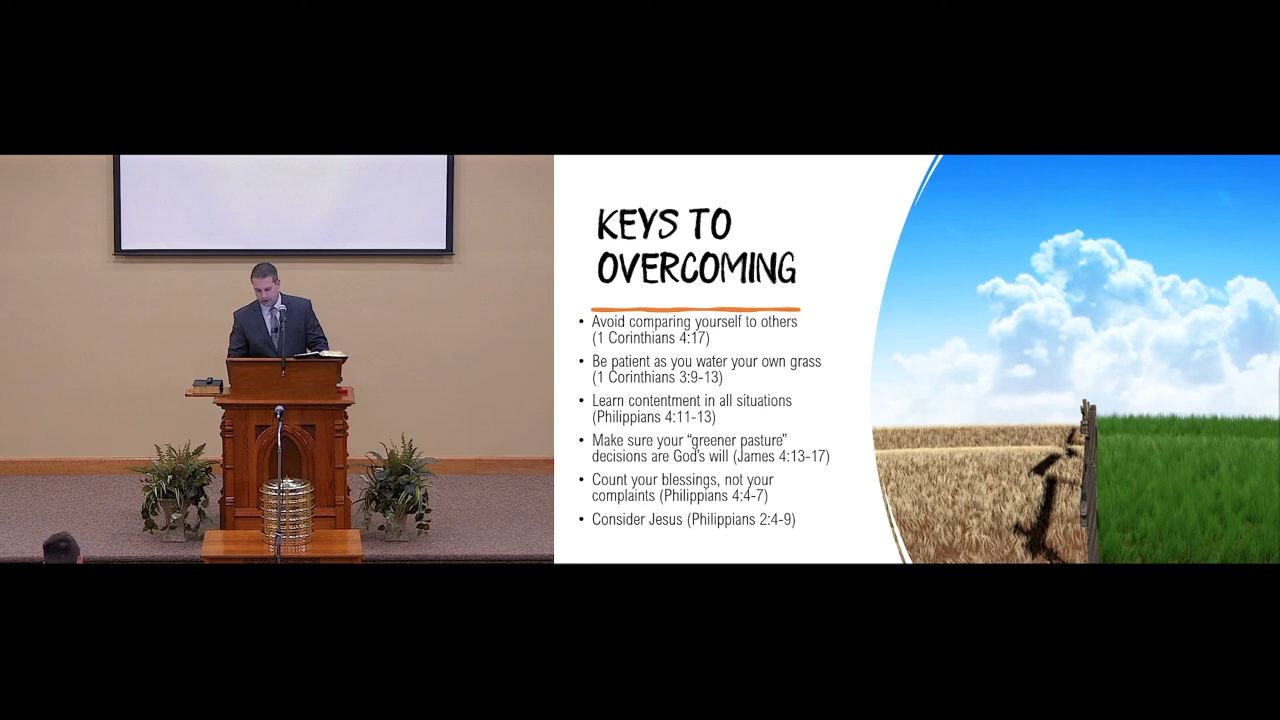 KEYS TO
OVERCOMING
• Avoid comparing yourself to others
(1 Corinthians 4:17)
• Be patient as you water your own grass
(1 Corinthians 3:9-13)
• Learn contentment in all situations
(Philippians 4:11-13)
• Make sure your “greener pasture”
decisions are God’s will (James 4:13-17)
• Count your blessings, not your
complaints (Philippians 4:4-7)
• Consider Jesus (Philippians 2:4-9)